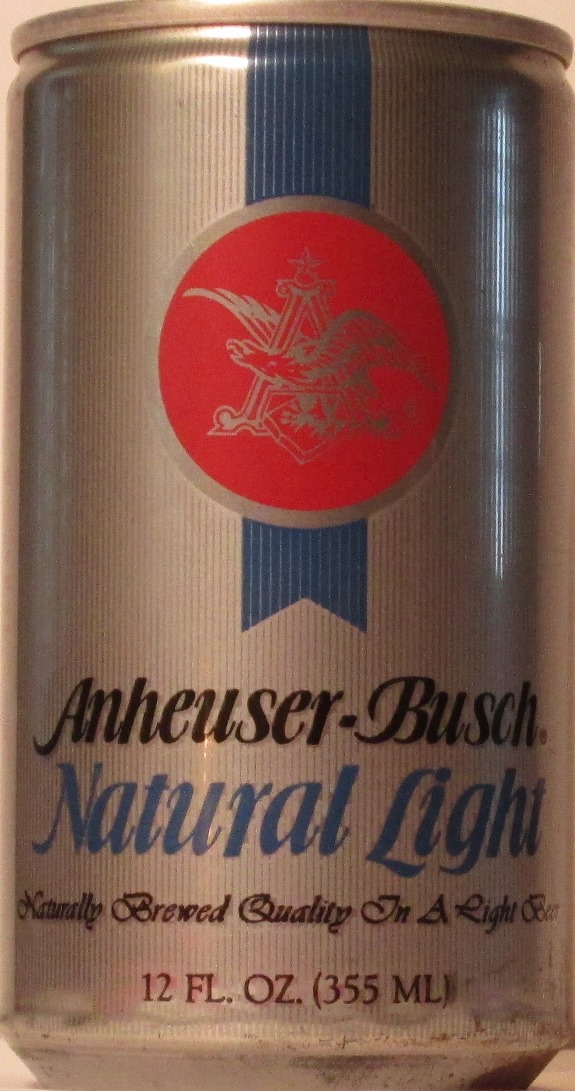 Anheuser-Busch®
Natural Light
Naturally Brewed Quality In A Light Beer
12 FL. OZ. (355 ML)